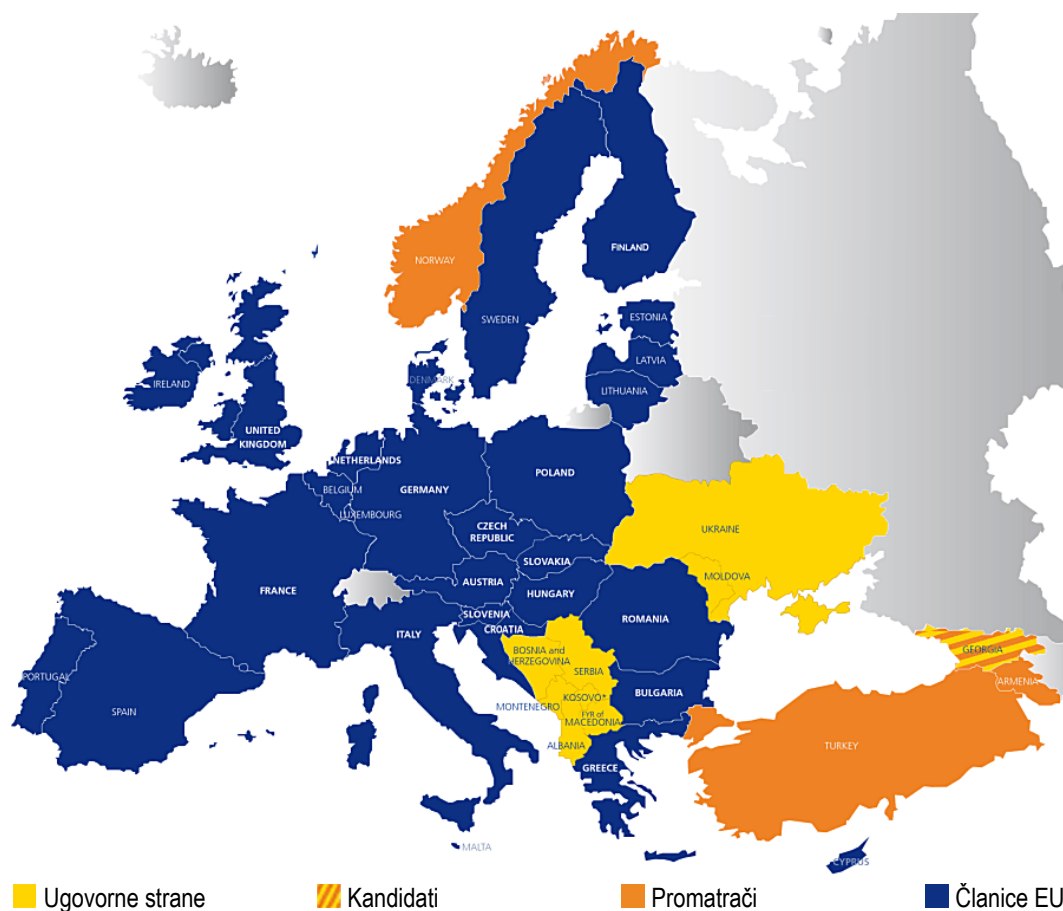 NORWAY
FINLAND
SWEDEN
ESTONIA
LATVIA
LITHUANIA
DENMARK
IRELAND
UNITED
KINGDOM
NETHERLANDS
BELGIUM
LUXEMBOURG
GERMANY
POLAND
CZECH
REPUBLIC
SLOVAKIA
AUSTRIA
HUNGARY
SLOVENIA
CROATIA
FRANCE
ITALY
UKRAINE
MOLDOVA
ROMANIA
BOSNIA and
HERZEGOVINA
SERBIA
KOSOVO*
MONTENEGRO
FYR of
MACEDONIA
ALBANIA
BULGARIA
GREECE
GEORGIA
ARMENIA
TURKEY
PORTUGAL
SPAIN
MALTA
CYPRUS
Ugovorne strane
Kandidati
Promatrači
Članice EU